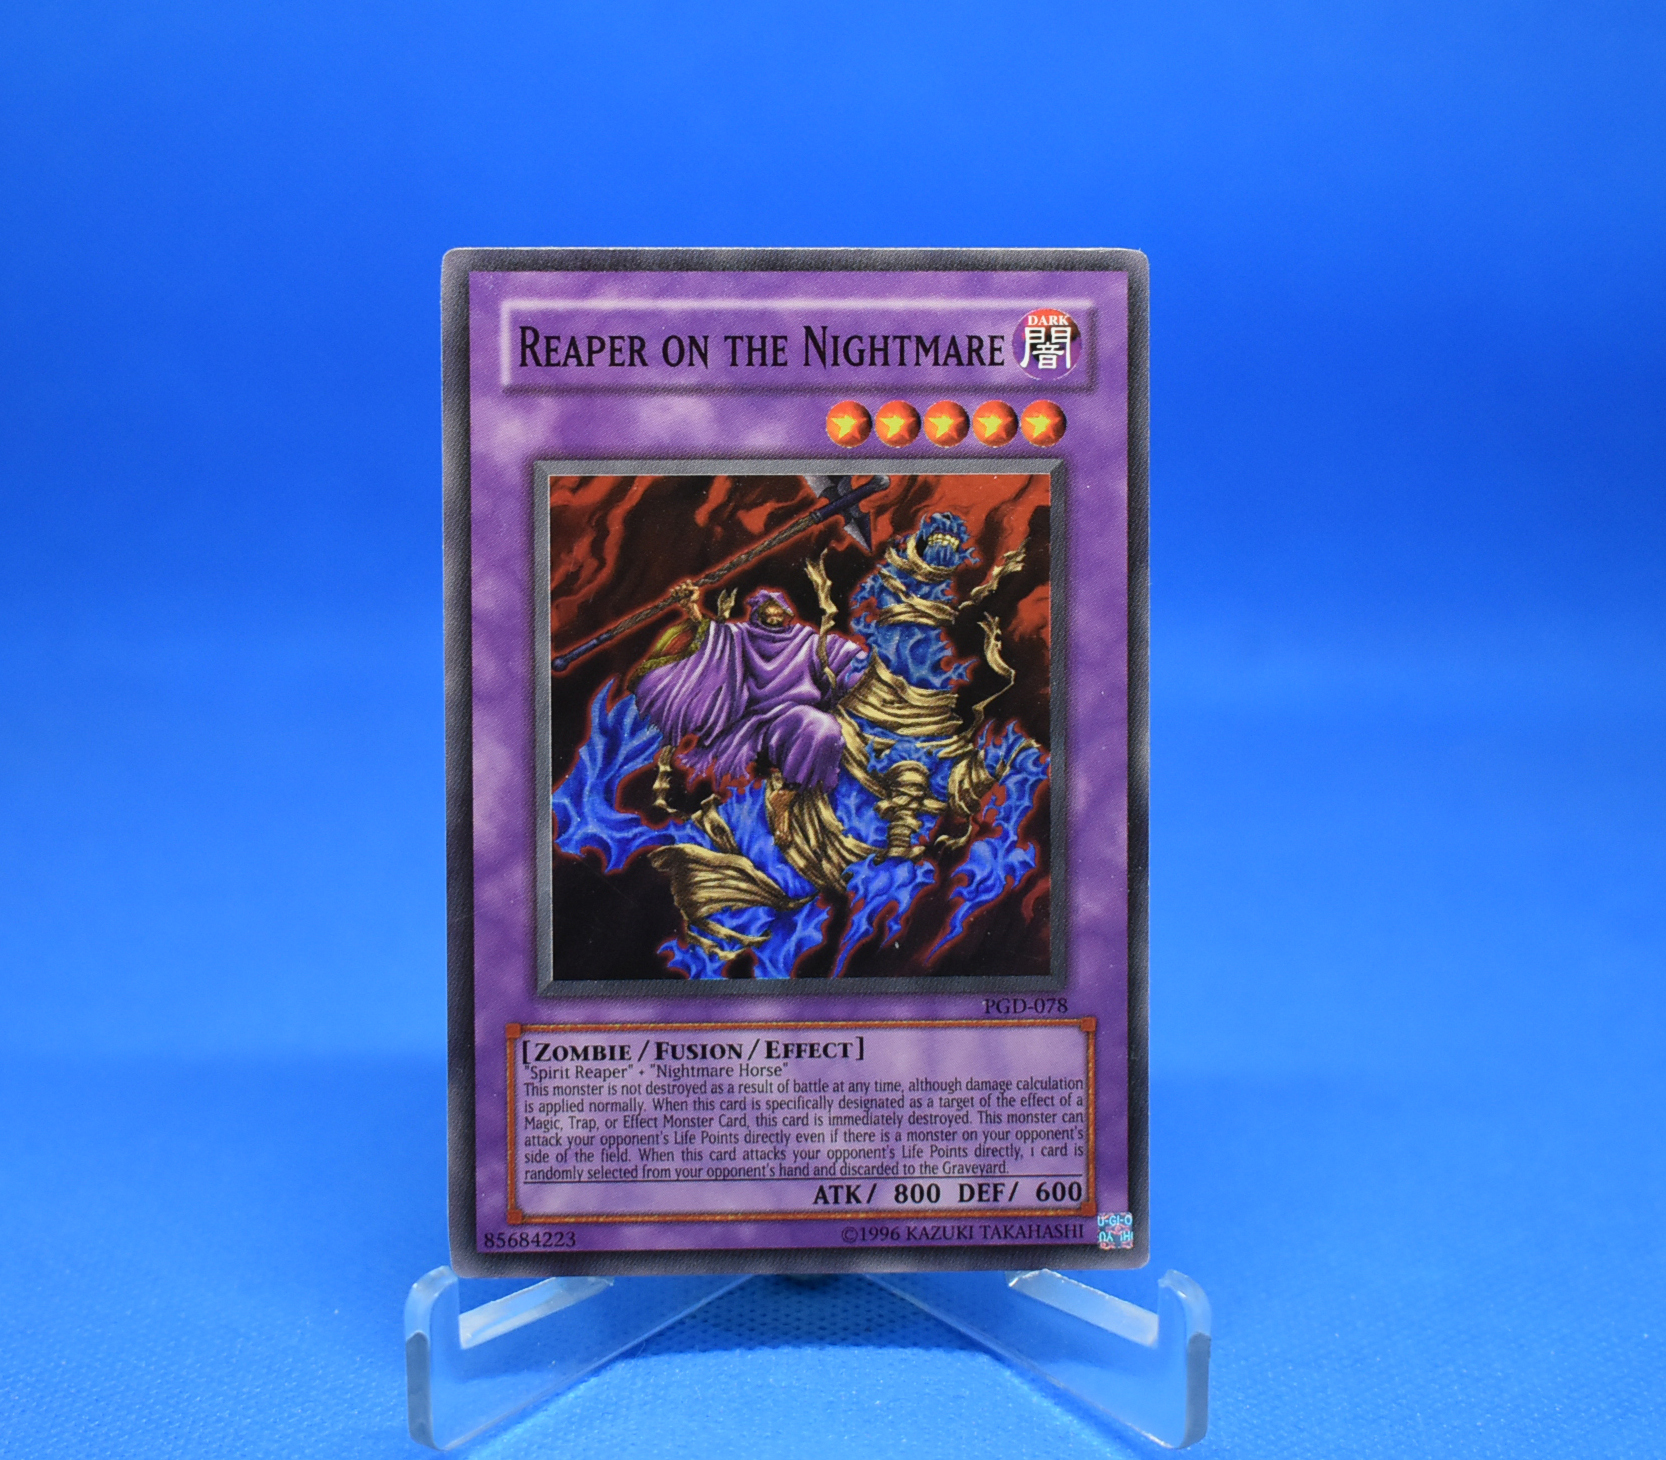 REAPER ON THE NIGHTMARE
DARK
闇
PGD-078
[ZOMBIE/FUSION/EFFECT]
"Spirit Reaper" + "Nightmare Horse"
This monster is not destroyed as a result of battle at any time, although damage calculation
is applied normally. When this card is specifically designated as a target of the effect of a
Magic, Trap, or Effect Monster Card, this card is immediately destroyed. This monster can
attack your opponent's Life Points directly even if there is a monster on your opponent's
side of the field. When this card attacks your opponent's Life Points directly, 1 card is
randomly selected from your opponent's hand and discarded to the Graveyard.
ATK/ 800 DEF/ 600
85684223
©1996 KAZUKI TAKAHASHI
U-GI-O